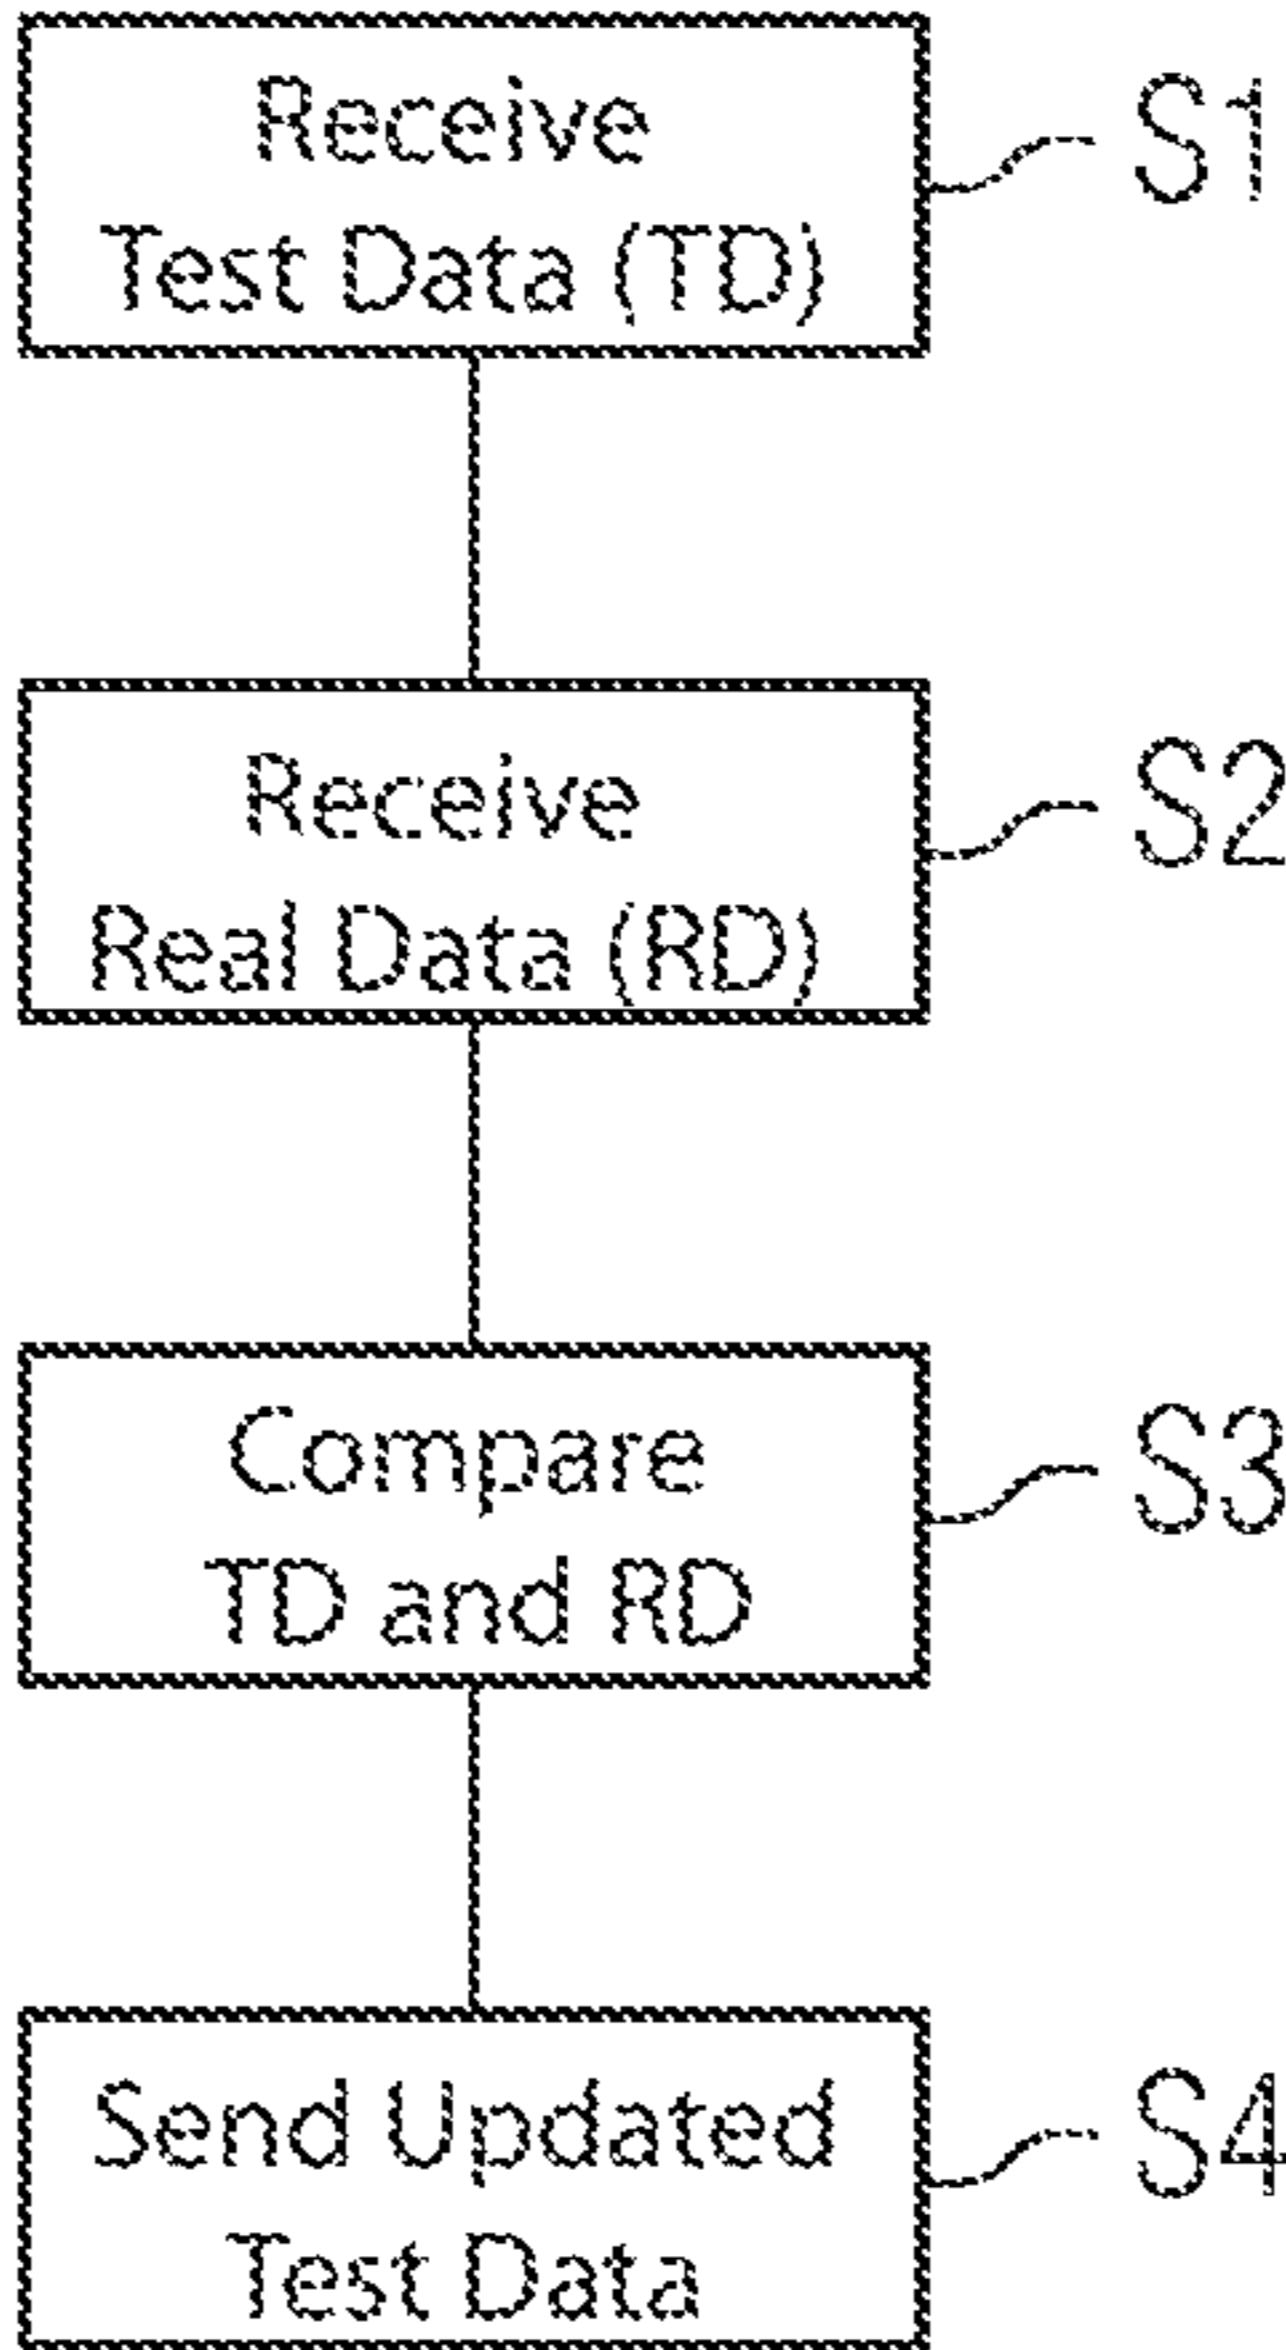 Receive
Test Data (TD)
S1
Receive
Real Data (RD)
S2
Compare
TD and RD
S3
Send Updated
Test Data
S4